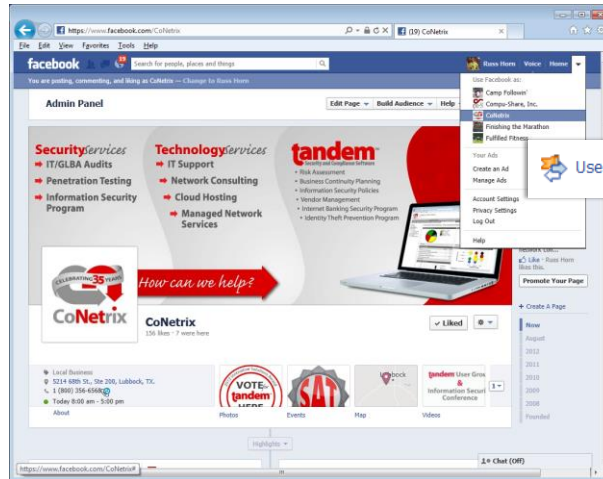 https://www.facebook.com/CoNetrix
(19) CoNetrix
File Edit View Favorites Tools Help
facebook
Search for people, places and things
Russ Horn Voice Home
You are posting, commenting, and liking as CoNetrix — Change to Russ Horn
Use Facebook as:
Camp Followin'
Compu-Share, Inc.
CoNetrix
Finishing the Marathon
Fulfilled Fitness
Your Ads
Create an Ad
Manage Ads
Account Settings
Privacy Settings
Log Out
Help
Use
Admin Panel
Edit Page Build Audience Help
SecurityServices
IT/GLBA Audits
Penetration Testing
Information Security Program
TechnologyServices
IT Support
Network Consulting
Cloud Hosting
Managed Network Services
tandem
Security and Compliance Software
• Risk Assessment
• Business Continuity Planning
• Information Security Policies
• Vendor Management
• Internet Banking Security Program
• Identity Theft Prevention Program
How can we help?
CELEBRATING 35 YEARS
CoNetrix
CoNetrix
156 likes · 7 were here
Liked
Like · Russ Horn likes this.
Promote Your Page
+ Create A Page
Now
August
2012
2011
2010
2009
2008
Founded
Local Business
5214 68th St., Ste 200, Lubbock, TX.
1 (800) 356-6568
Today 8:00 am - 5:00 pm
About
VOTE
tandem
HERE
Photos
SAT
Events
Map
tandem User Group
&
Information Securi
Conference
Videos
1
Highlights
Chat (Off)
https://www.facebook.com/CoNetrix#